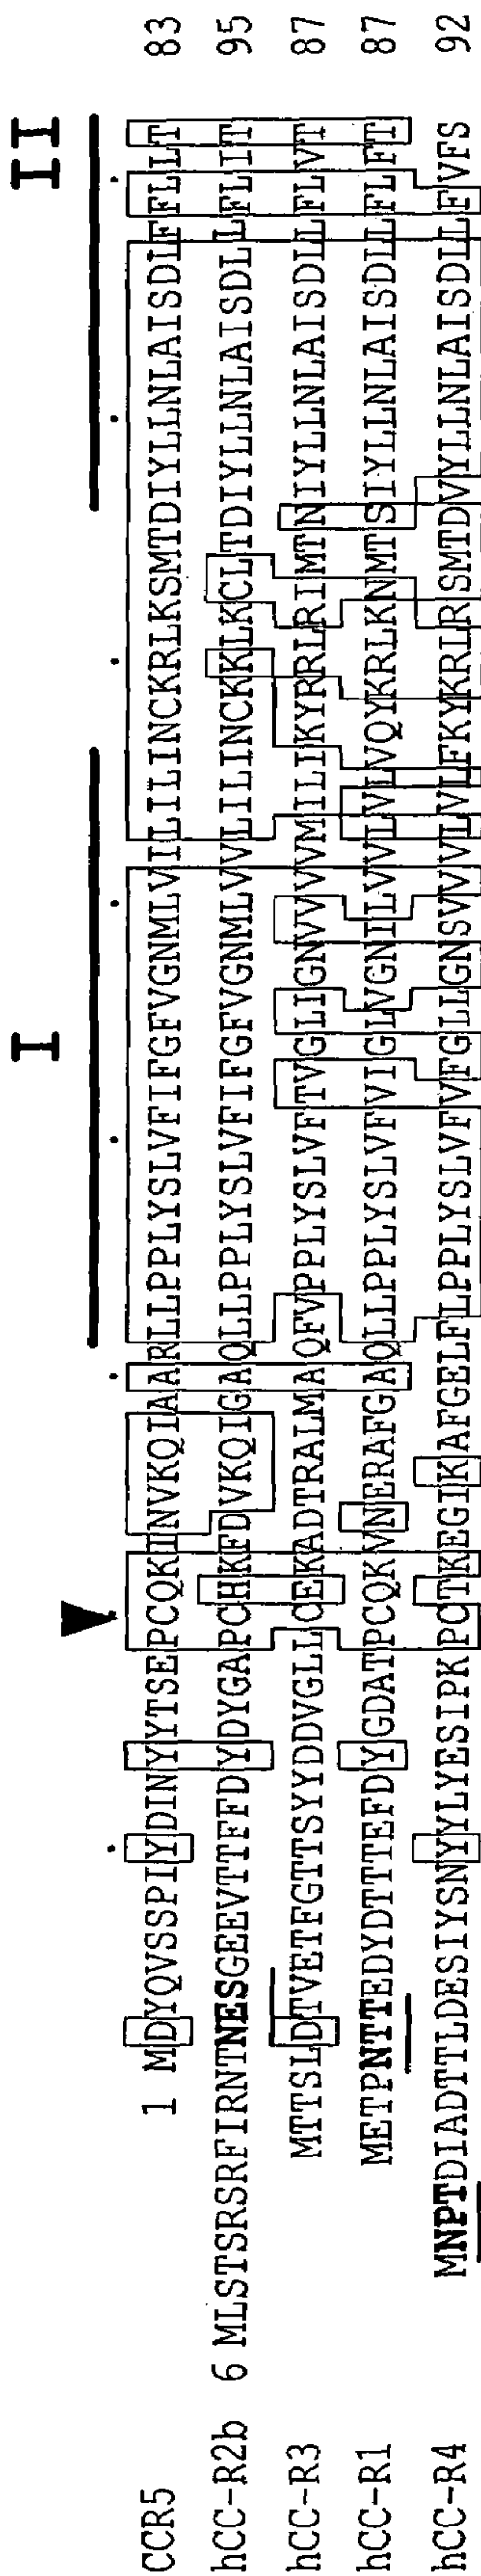 I II
CCR5 1 MDYQVSSPIYDINYYTSEPCQKINVKQIAARLLPPLYSLVFIFGFVGNMLVILILINCKRLKSMTDIYLLNLAISDLFFLLT 83
hCC-R2b 6 MLSTSRSRFIRNTNESGEEVTTFFDYDYGAPCHKFDVKQIGAQLLPPLYSLVFIFGFVGNMLVVLILINCKKLKCLTDIYLLNLAISDLLFLIT 95
hCC-R3 MTTSLDTVETFGTTSYYDDVGLLCEKADTRALMAQFVPPLYSLVFTVGLIGNVVVVMILIKYRRLRIMTNIYLLNLAISDLLFLVT 87
hCC-R1 METPNTTEDYDTTTEFDYGDATPCQKVNERAFGAQLLPPLYSLVFVIGLVGNILVVLVLVQYKRLKNMTSIYLLNLAISDLLFLFT 87
hCC-R4 MNPTDIADTTLDESIYSNYYLYESIPKPCTKEGIKAFGELFLPPLYSLVFVFGLLGNSVVVLVLFKYKRLRSMTDVYLLNLAISDLLFVFS 92